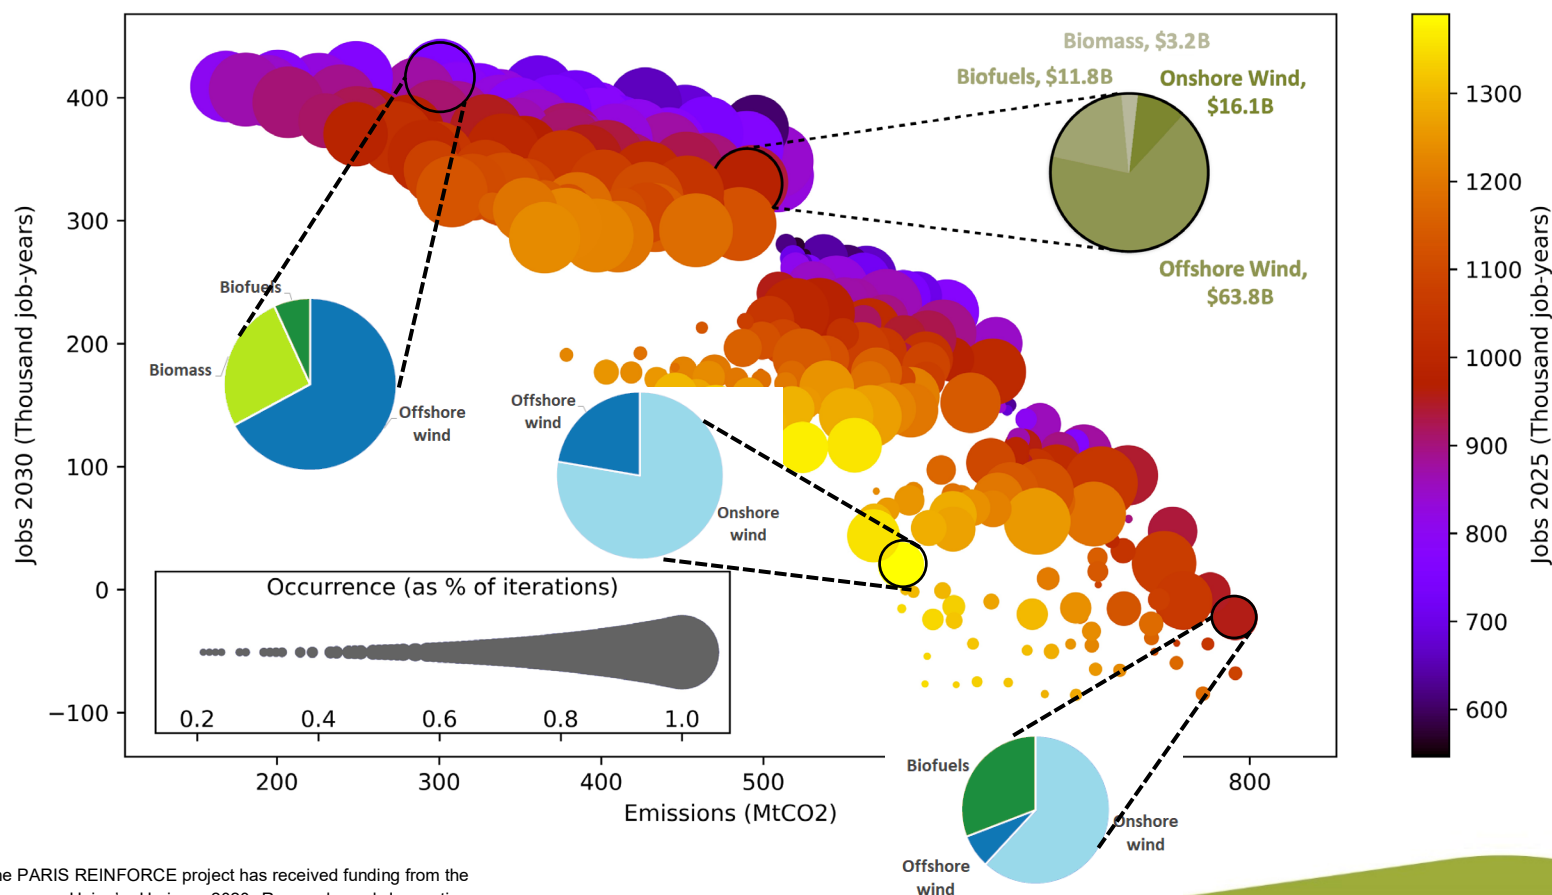 Biomass, $3.2B
Biofuels, $11.8B
Onshore Wind,
$16.1B
Offshore Wind,
$63.8B
Jobs 2030 (Thousand job-years)
400
300
200
100
0
−100
Biofuels
Biomass
Offshore
wind
Offshore
wind
Onshore
wind
Occurrence (as % of iterations)
0.2
0.4
0.6
0.8
1.0
200
300
400
500
800
Emissions (MtCO2)
Biofuels
Onshore
wind
Offshore
wind
1300
1200
1100
1000
900
800
700
600
Jobs 2025 (Thousand job-years)
PARIS REINFORCE project has received funding from the